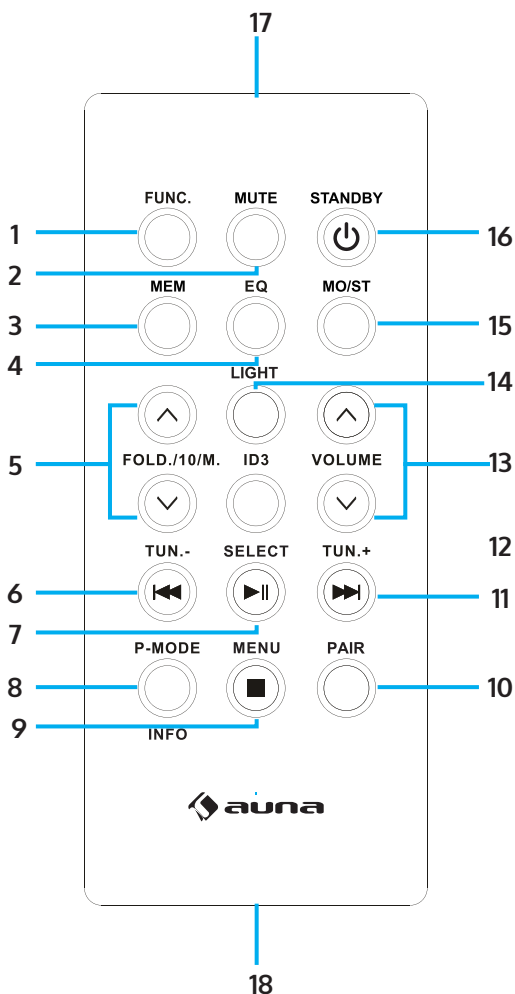 17
FUNC. MUTE STANDBY
1 16
2
MEM EQ MO/ST
3 15
4
LIGHT
14
5 FOLD./10/M. ID3 VOLUME 13
TUN.- SELECT TUN.+ 12
6 11
7
P-MODE MENU PAIR
8 10
9
INFO
auna
18